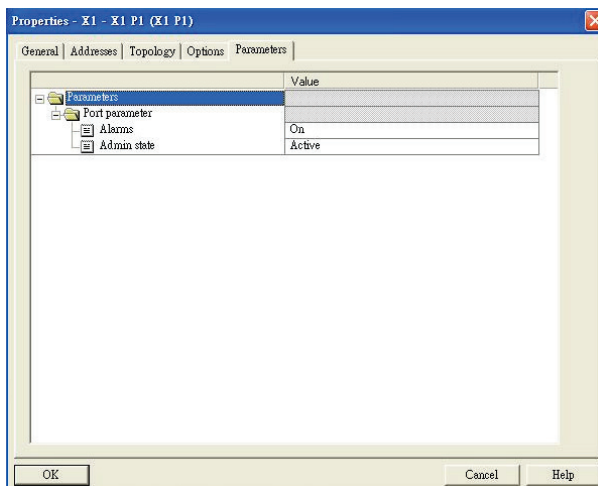 Properties - X1 - X1 P1 (X1 P1)
General Addresses Topology Options Parameters
Value
Parameters
Port parameter
Alarms On
Admin state Active
OK Cancel Help